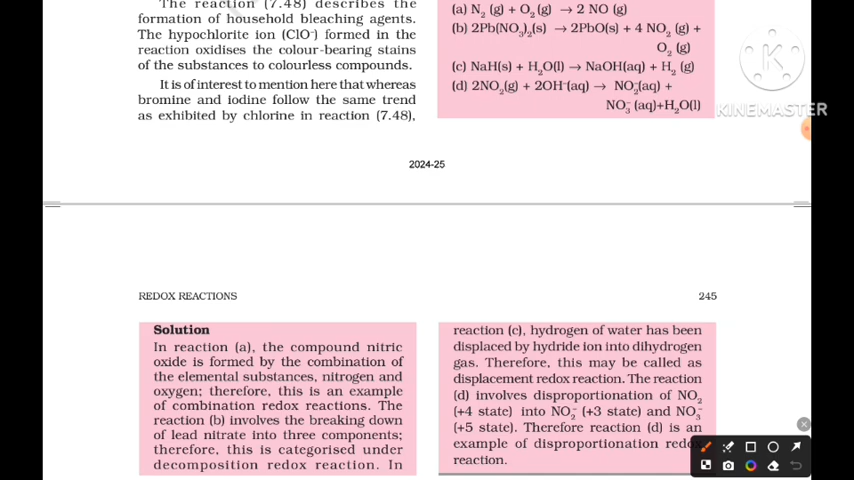 The reaction (7.48) describes the
formation of household bleaching agents.
The hypochlorite ion (ClO⁻) formed in the
reaction oxidises the colour-bearing stains
of the substances to colourless compounds.
It is of interest to mention here that whereas
bromine and iodine follow the same trend
as exhibited by chlorine in reaction (7.48),
(a) N₂ (g) + O₂ (g) → 2 NO (g)
(b) 2Pb(NO₃)₂(s) → 2PbO(s) + 4 NO₂ (g) +
O₂ (g)
(c) NaH(s) + H₂O(l) → NaOH(aq) + H₂ (g)
(d) 2NO₂(g) + 2OH⁻(aq) → NO₂⁻(aq) +
NO₃⁻ (aq)+H₂O(l)
KINEMASTER
2024-25
REDOX REACTIONS
245
Solution
In reaction (a), the compound nitric
oxide is formed by the combination of
the elemental substances, nitrogen and
oxygen; therefore, this is an example
of combination redox reactions. The
reaction (b) involves the breaking down
of lead nitrate into three components;
therefore, this is categorised under
decomposition redox reaction. In
reaction (c), hydrogen of water has been
displaced by hydride ion into dihydrogen
gas. Therefore, this may be called as
displacement redox reaction. The reaction
(d) involves disproportionation of NO₂
(+4 state) into NO₂⁻ (+3 state) and NO₃⁻
(+5 state). Therefore reaction (d) is an
example of disproportionation redox
reaction.